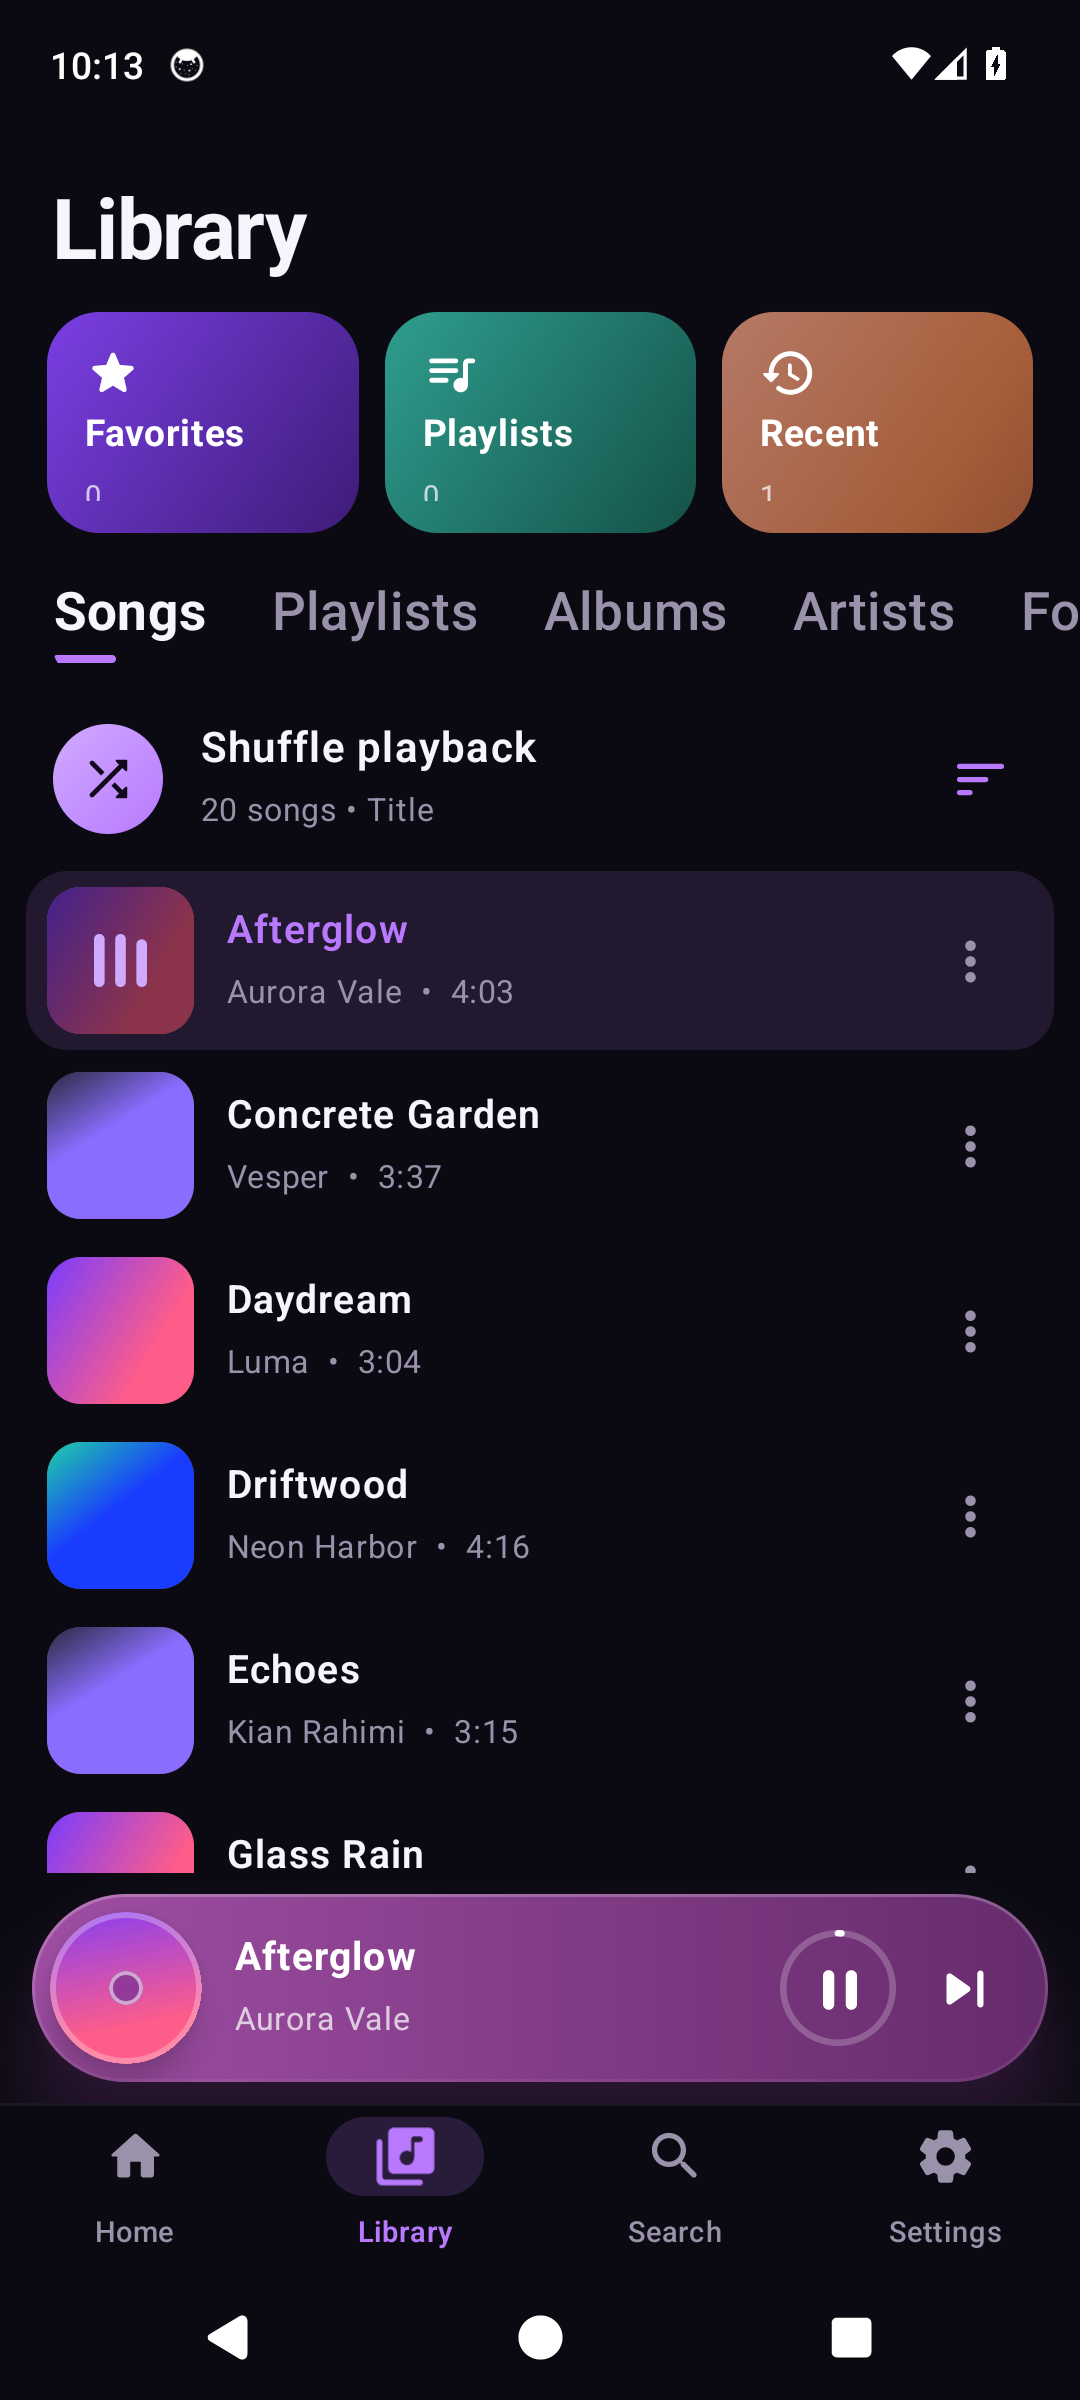 10:13
Library
Favorites
Playlists
Recent
0
0
1
Songs
Playlists
Albums
Artists
Fo
Shuffle playback
20 songs • Title
Afterglow
Aurora Vale • 4:03
Concrete Garden
Vesper • 3:37
Daydream
Luma • 3:04
Driftwood
Neon Harbor • 4:16
Echoes
Kian Rahimi • 3:15
Glass Rain
Afterglow
Aurora Vale
Home
Library
Search
Settings